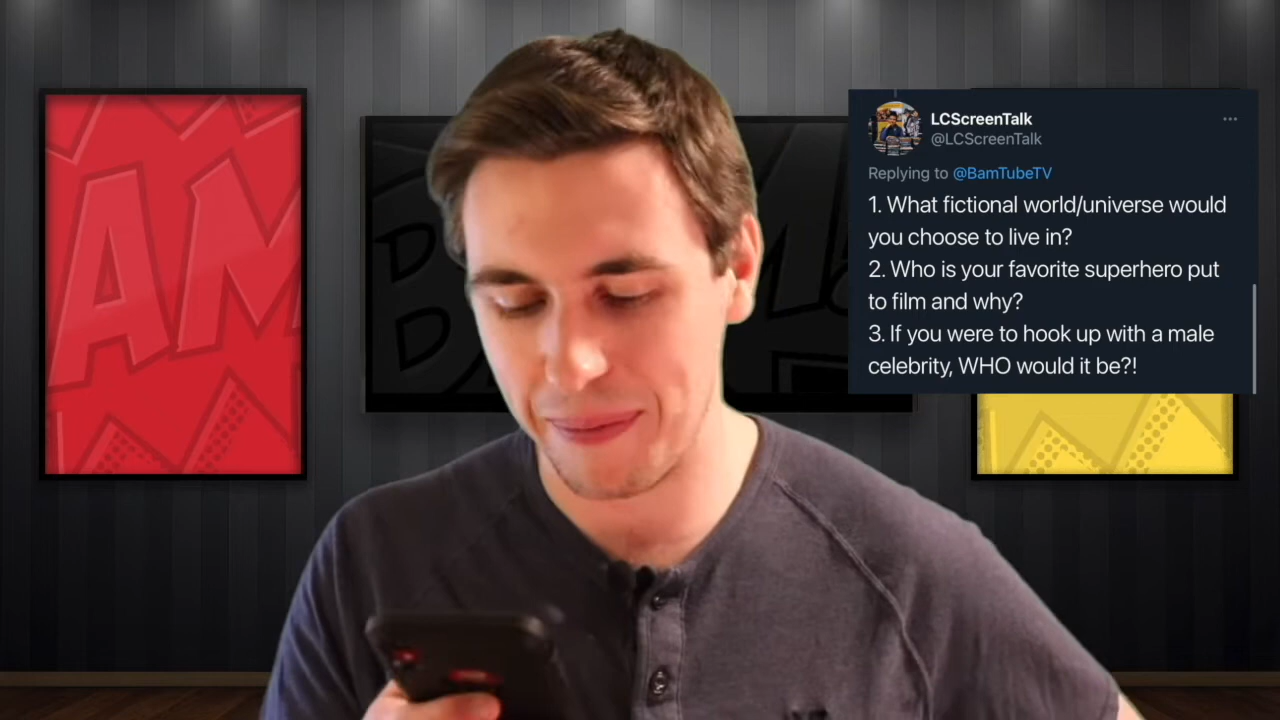 AM
LCScreenTalk
@LCScreenTalk
Replying to @BamTubeTV
1. What fictional world/universe would
you choose to live in?
2. Who is your favorite superhero put
to film and why?
3. If you were to hook up with a male
celebrity, WHO would it be?!